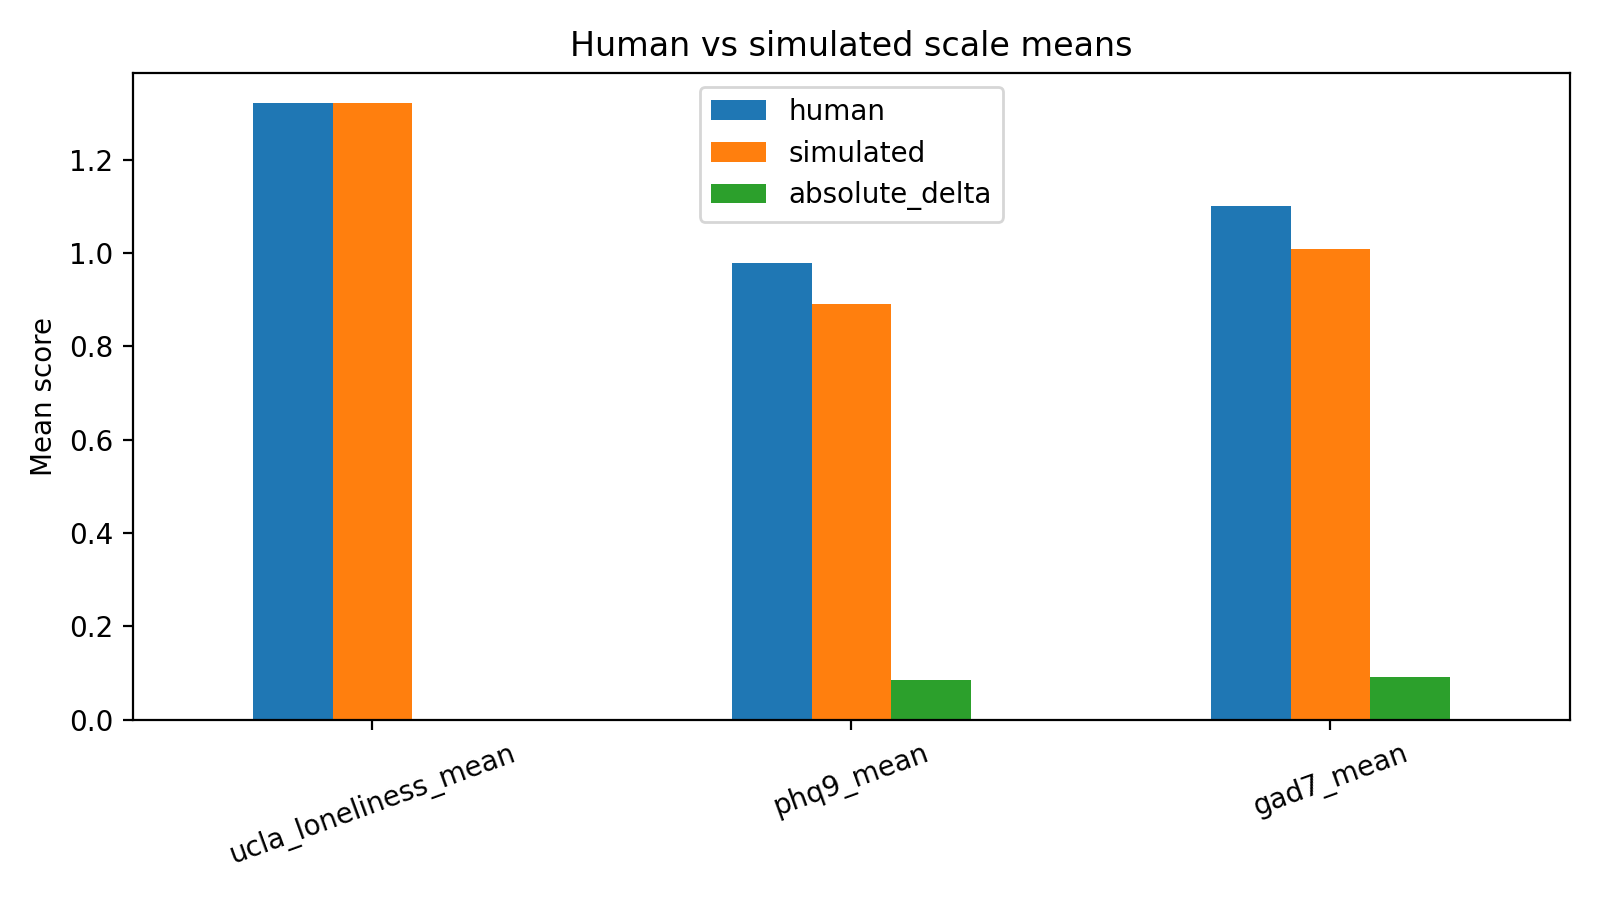 Human vs simulated scale means
human
simulated
absolute_delta
Mean score
1.2
1.0
0.8
0.6
0.4
0.2
0.0
ucla_loneliness_mean
phq9_mean
gad7_mean